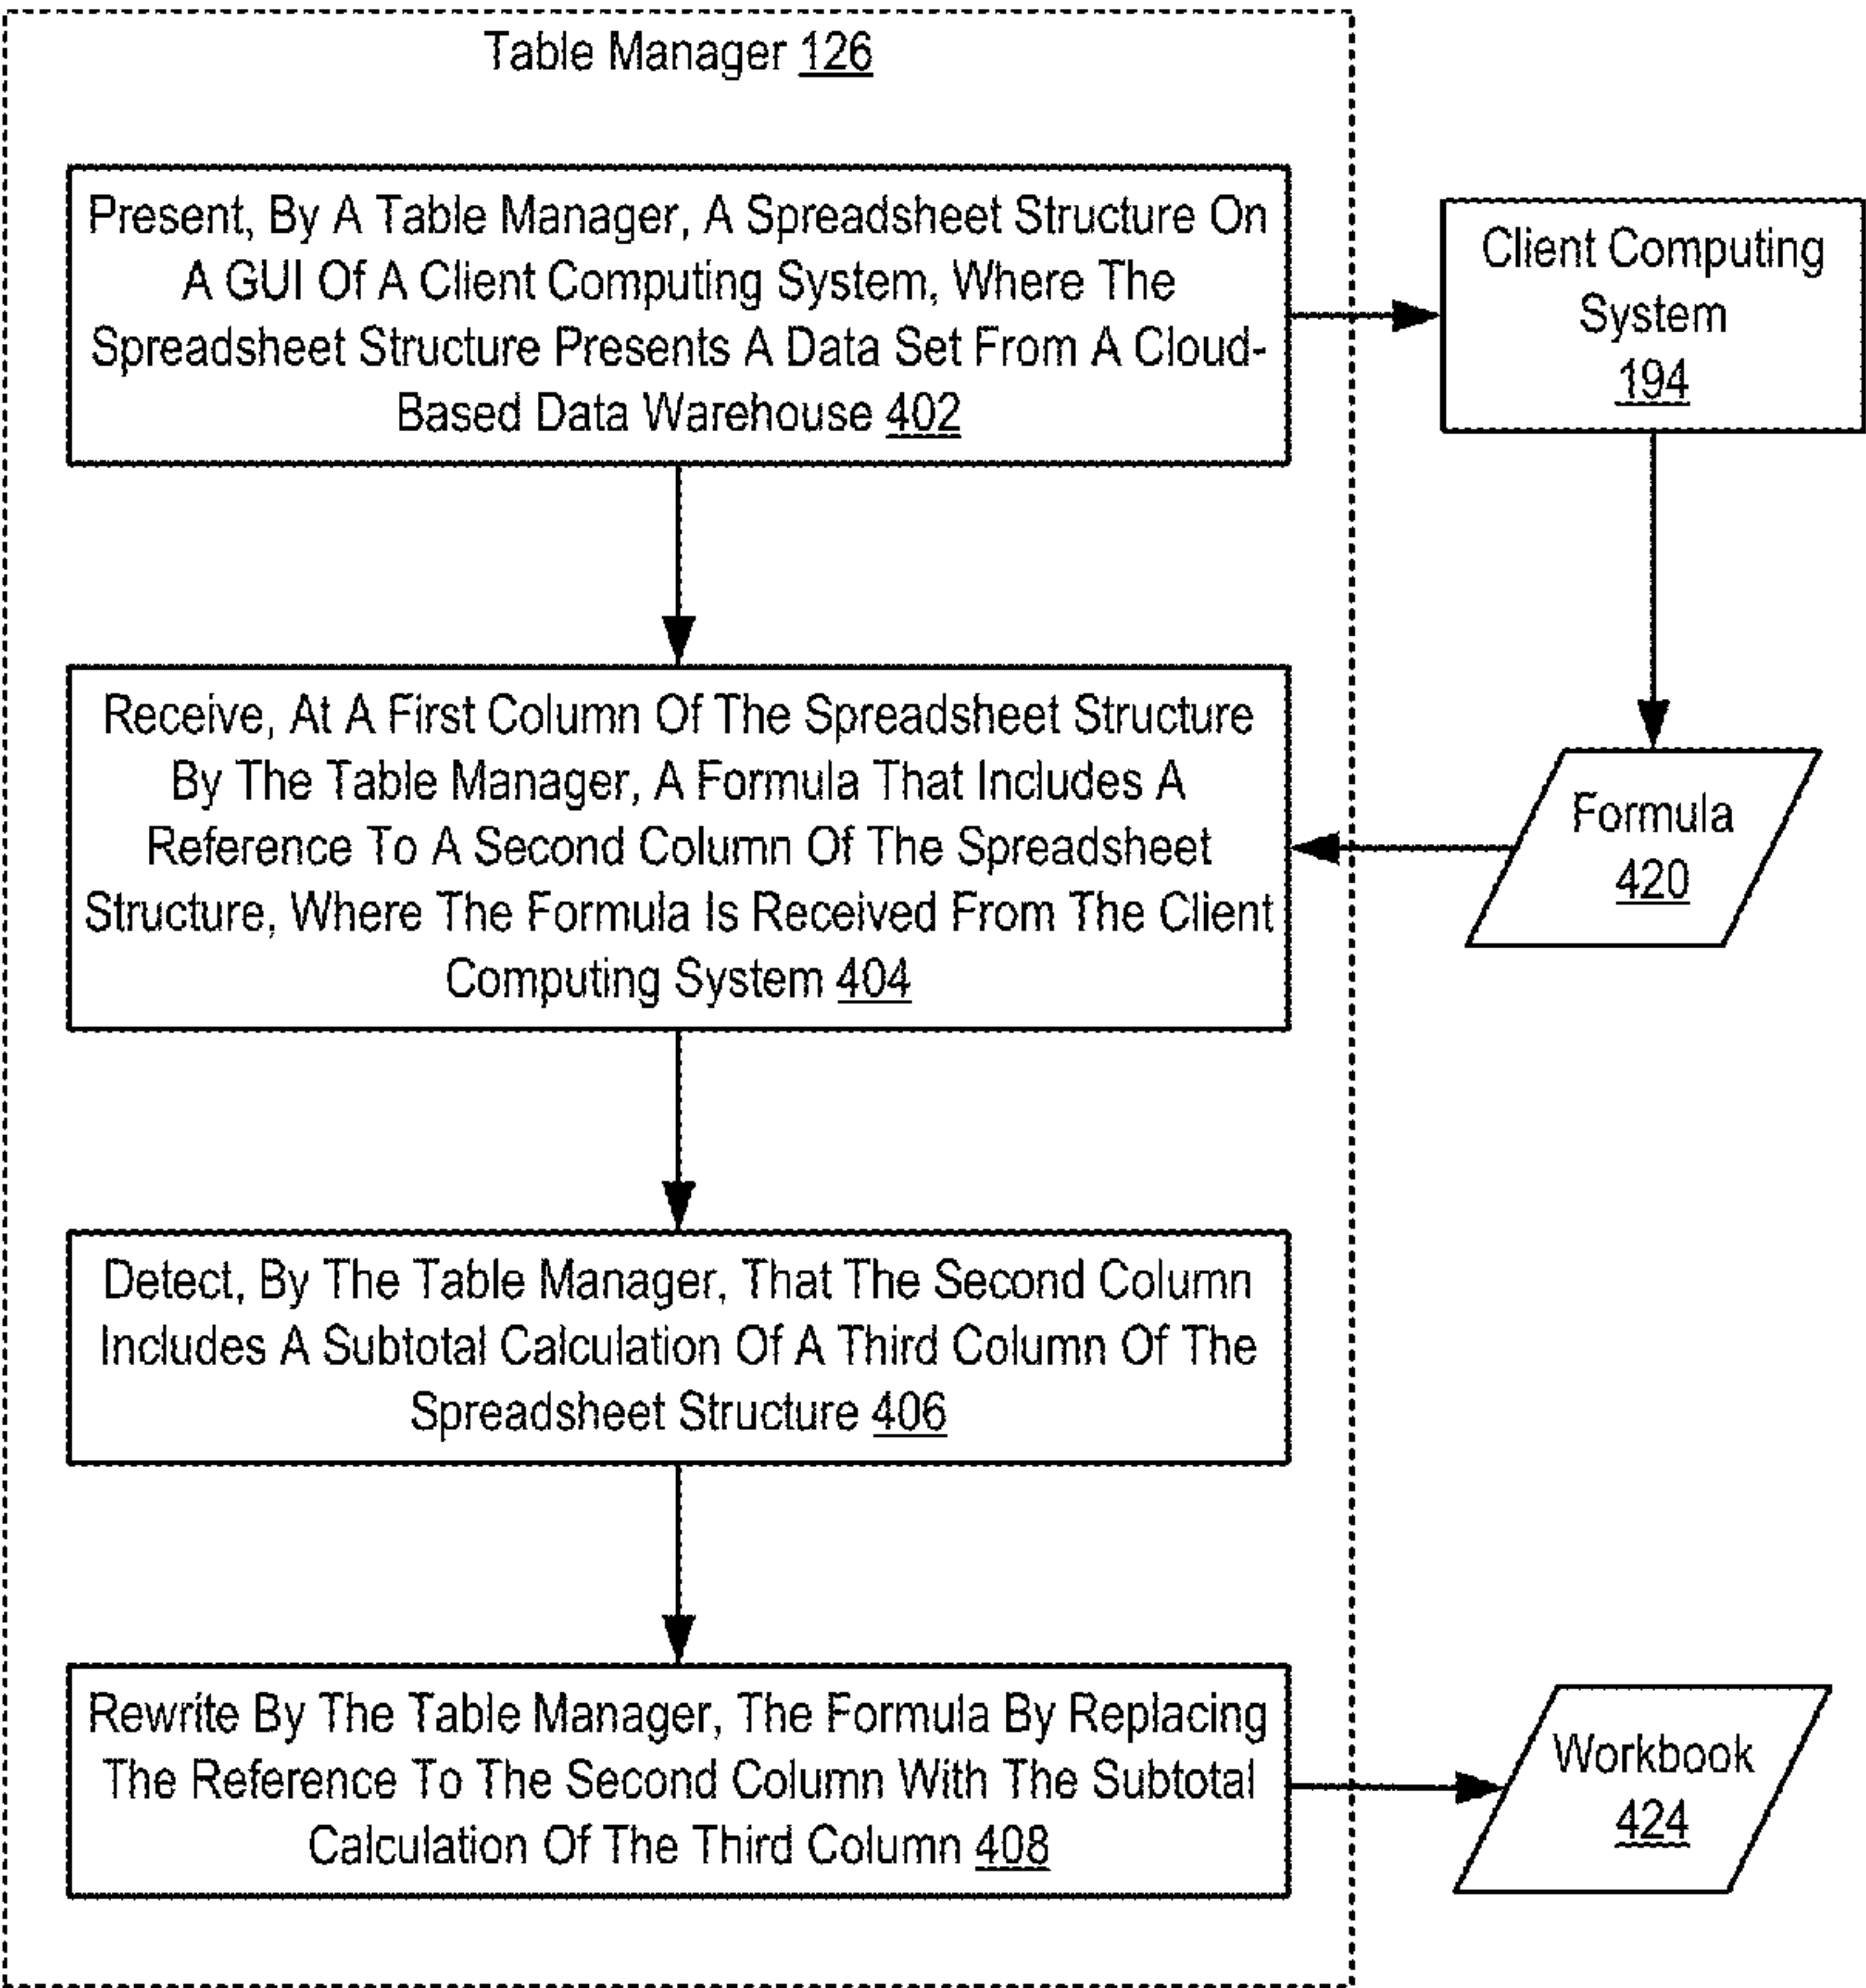 Table Manager 126
Present, By A Table Manager, A Spreadsheet Structure On
A GUI Of A Client Computing System, Where The
Spreadsheet Structure Presents A Data Set From A Cloud-
Based Data Warehouse 402
Client Computing
System
194
Receive, At A First Column Of The Spreadsheet Structure
By The Table Manager, A Formula That Includes A
Reference To A Second Column Of The Spreadsheet
Structure, Where The Formula Is Received From The Client
Computing System 404
Formula
420
Detect, By The Table Manager, That The Second Column
Includes A Subtotal Calculation Of A Third Column Of The
Spreadsheet Structure 406
Rewrite By The Table Manager, The Formula By Replacing
The Reference To The Second Column With The Subtotal
Calculation Of The Third Column 408
Workbook
424